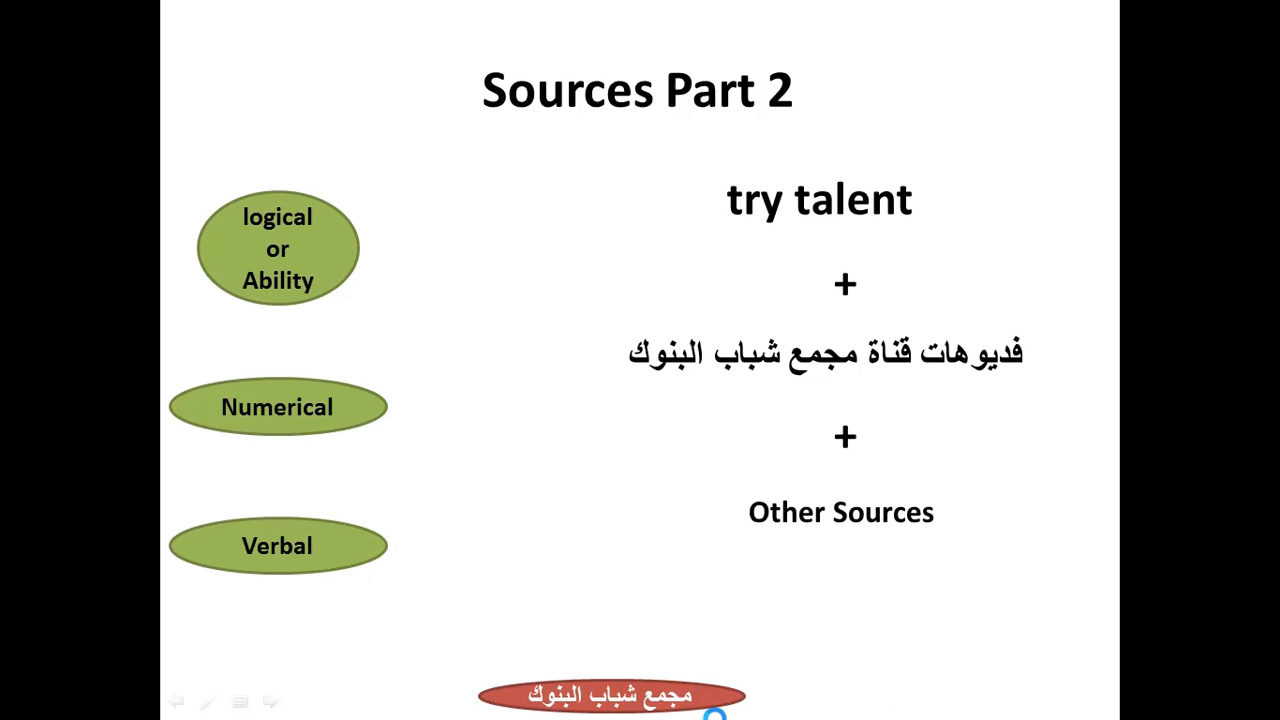 Sources Part 2
logical
or
Ability
Numerical
Verbal
try talent
+
فديوهات قناة مجمع شباب البنوك
+
Other Sources
مجمع شباب البنوك